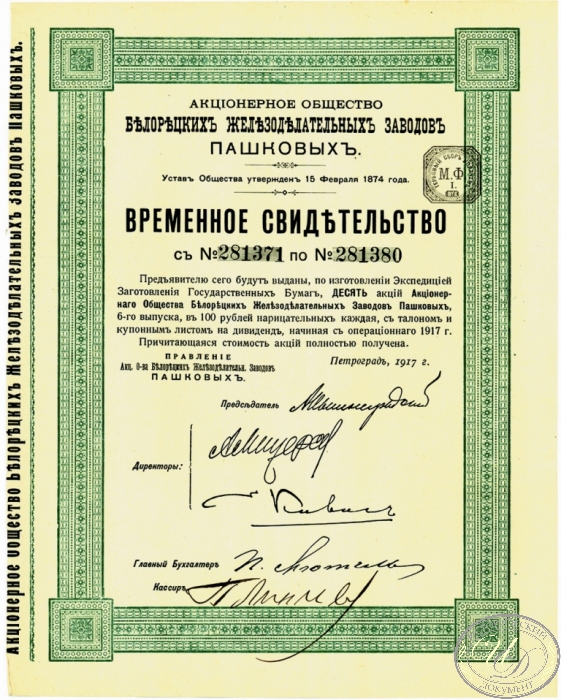 Акціонерное Общество Бѣлорѣцкихъ Желѣзодѣлательныхъ Заводовъ Пашковыхъ.
АКЦІОНЕРНОЕ ОБЩЕСТВО
БѢЛОРѢЦКИХЪ ЖЕЛѢЗОДѢЛАТЕЛЬНЫХЪ ЗАВОДОВЪ
ПАШКОВЫХЪ.
Уставъ Общества утвержденъ 15 Февраля 1874 года.
М.Ф
I.
ВРЕМЕННОЕ СВИДѢТЕЛЬСТВО
съ №281371 по №281380
Предъявителю сего будутъ выданы, по изготовленіи Экспедиціей
Заготовленія Государственныхъ Бумагъ, ДЕСЯТЬ акцій Акціонер-
наго Общества Бѣлорѣцкихъ Желѣзодѣлательныхъ Заводовъ Пашковыхъ,
6-го выпуска, въ 100 рублей нарицательныхъ каждая, съ талономъ и
купоннымъ листомъ на дивидендъ, начиная съ операціоннаго 1917 г.
Причитающаяся стоимость акцій полностью получена.
ПРАВЛЕНІЕ
Акц. О-ва Бѣлорѣцкихъ Желѣзодѣлательн. Заводовъ
ПАШКОВЫХЪ.
Петроградъ, 1917 г.
Предсѣдатель
Директоры:
Главный Бухгалтеръ
Кассиръ
ДОКУМЕНТ